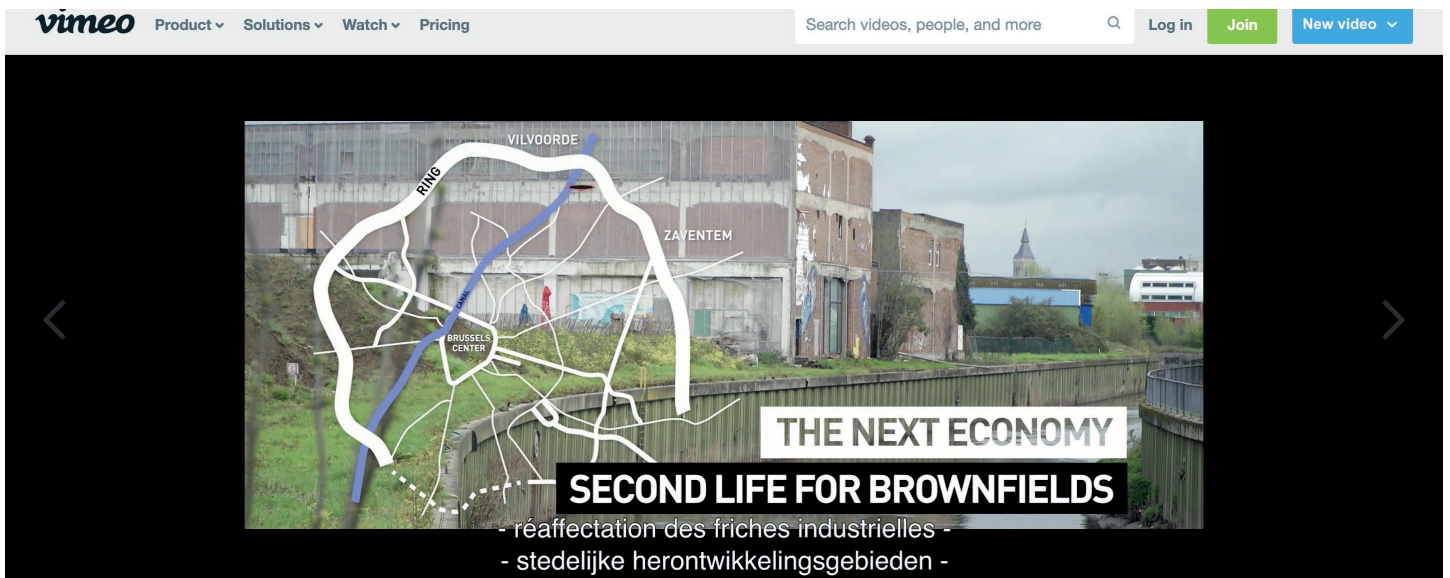 vimeo Product Solutions Watch Pricing Search videos, people, and more Log in Join New video
VILVOORDE
RING
ZAVENTEM
CANAL
BRUSSELS
CENTER
THE NEXT ECONOMY
SECOND LIFE FOR BROWNFIELDS
- réaffectation des friches industrielles -
- stedelijke herontwikkelingsgebieden -